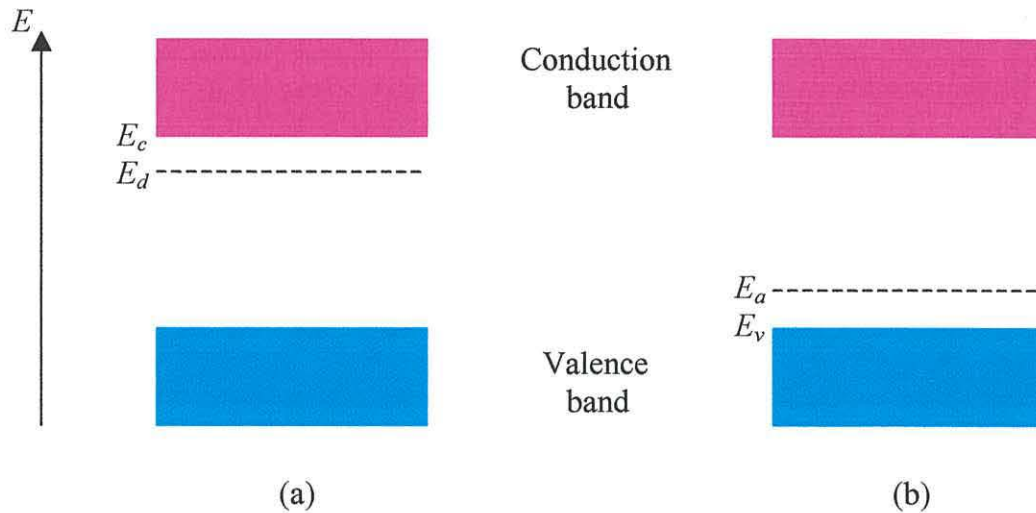 E
Conduction
band
E_c
E_d
E_a
E_v
Valence
band
(a)
(b)